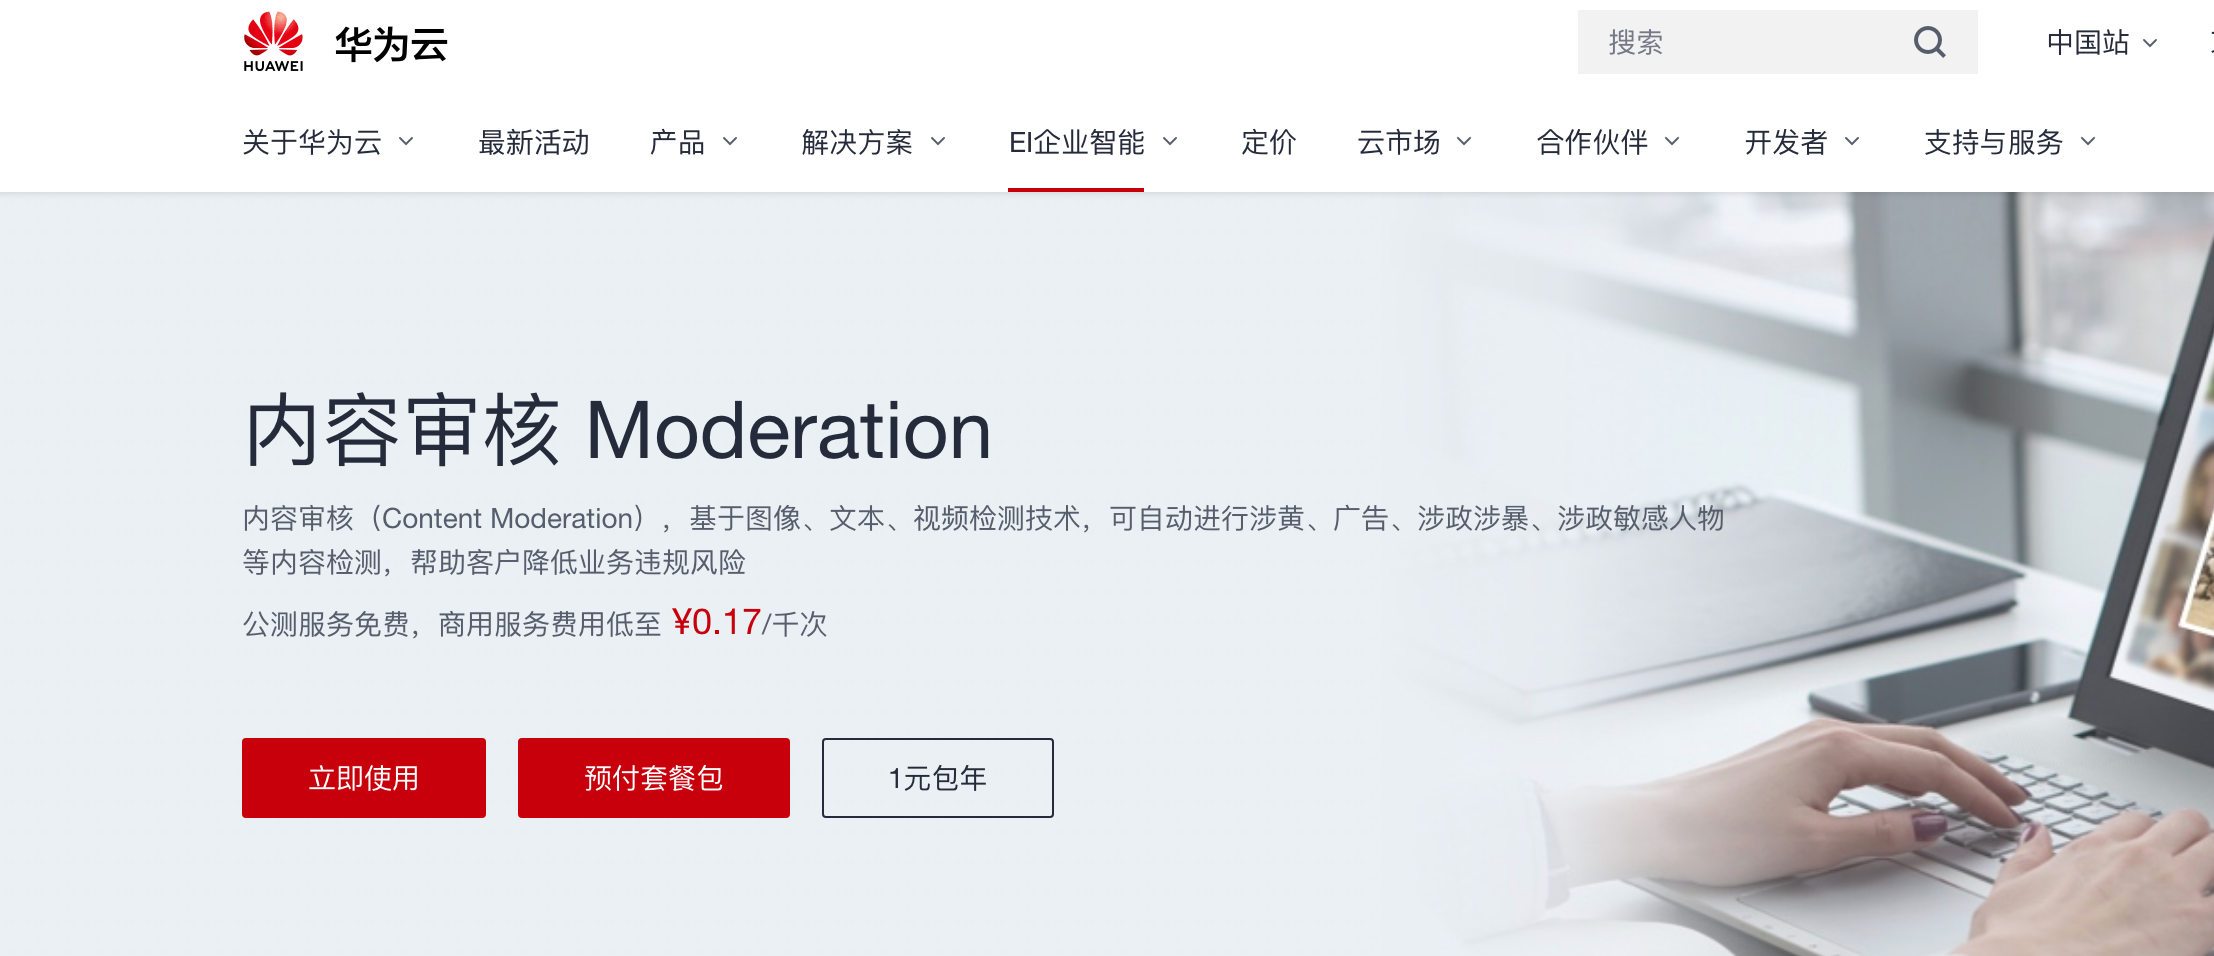 HUAWEI
华为云
搜索
中国站
关于华为云
最新活动
产品
解决方案
EI企业智能
定价
云市场
合作伙伴
开发者
支持与服务
内容审核 Moderation
内容审核（Content Moderation），基于图像、文本、视频检测技术，可自动进行涉黄、广告、涉政涉暴、涉政敏感人物
等内容检测，帮助客户降低业务违规风险
公测服务免费，商用服务费用低至 ¥0.17/千次
立即使用
预付套餐包
1元包年